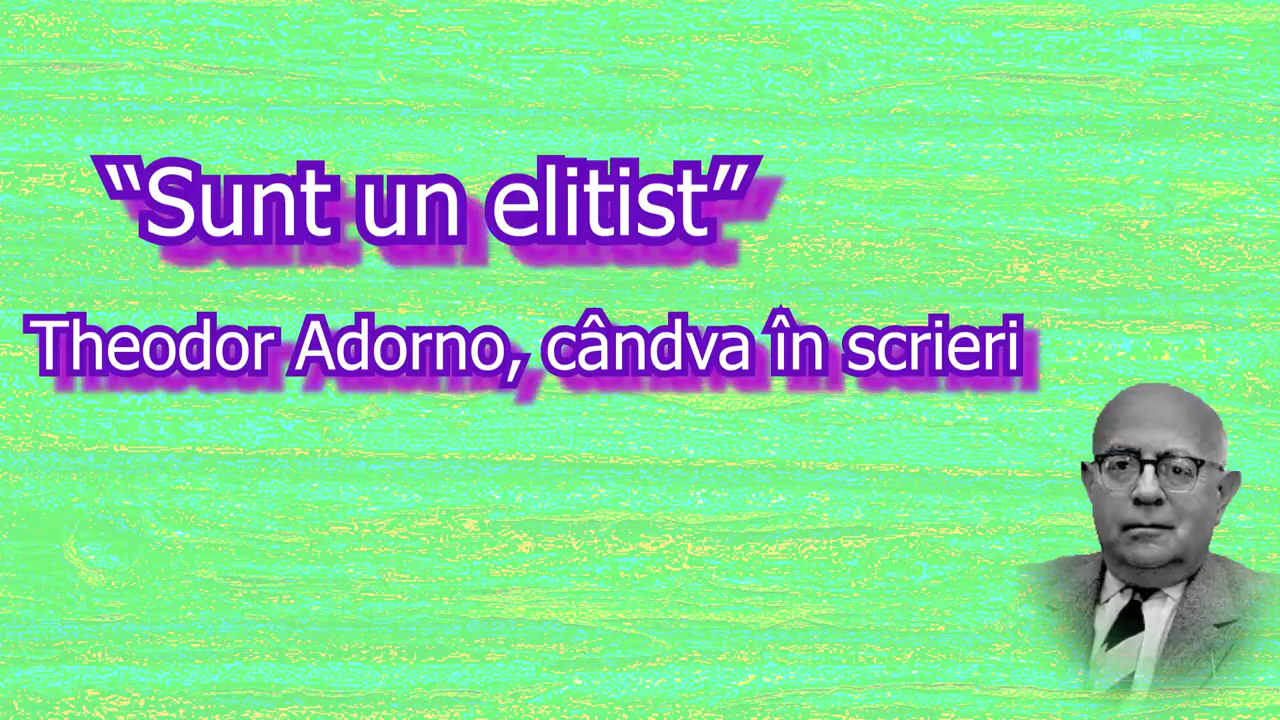 “Sunt un elitist”
Theodor Adorno, cândva în scrieri